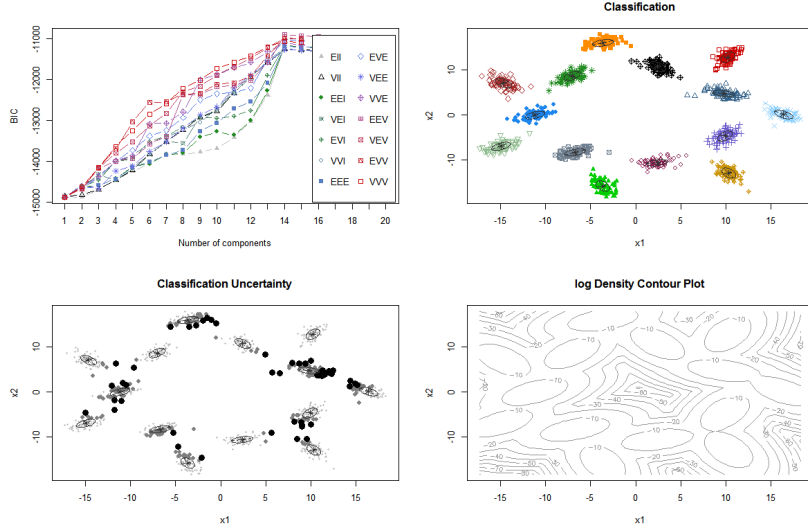 Classification
BIC
-11000
-12000
-13000
-14000
-15000
EII
VII
EEI
VEI
EVI
VVI
EEE
EVE
VEE
VVE
EEV
VEV
EVV
VVV
1 2 3 4 5 6 7 8 9 10 11 12 13 14 15 16 18 20
Number of components
x2
10
0
-10
-15 -10 -5 0 5 10 15
x1
Classification Uncertainty
x2
10
0
-10
-15 -10 -5 0 5 10 15
x1
log Density Contour Plot
x2
10
0
-10
-15 -10 -5 0 5 10 15
x1